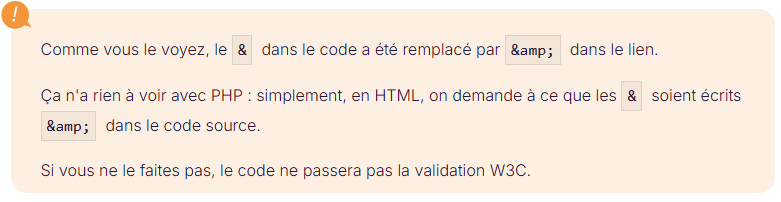 !
Comme vous le voyez, le & dans le code a été remplacé par &amp; dans le lien.
Ça n'a rien à voir avec PHP : simplement, en HTML, on demande à ce que les & soient écrits
&amp; dans le code source.
Si vous ne le faites pas, le code ne passera pas la validation W3C.